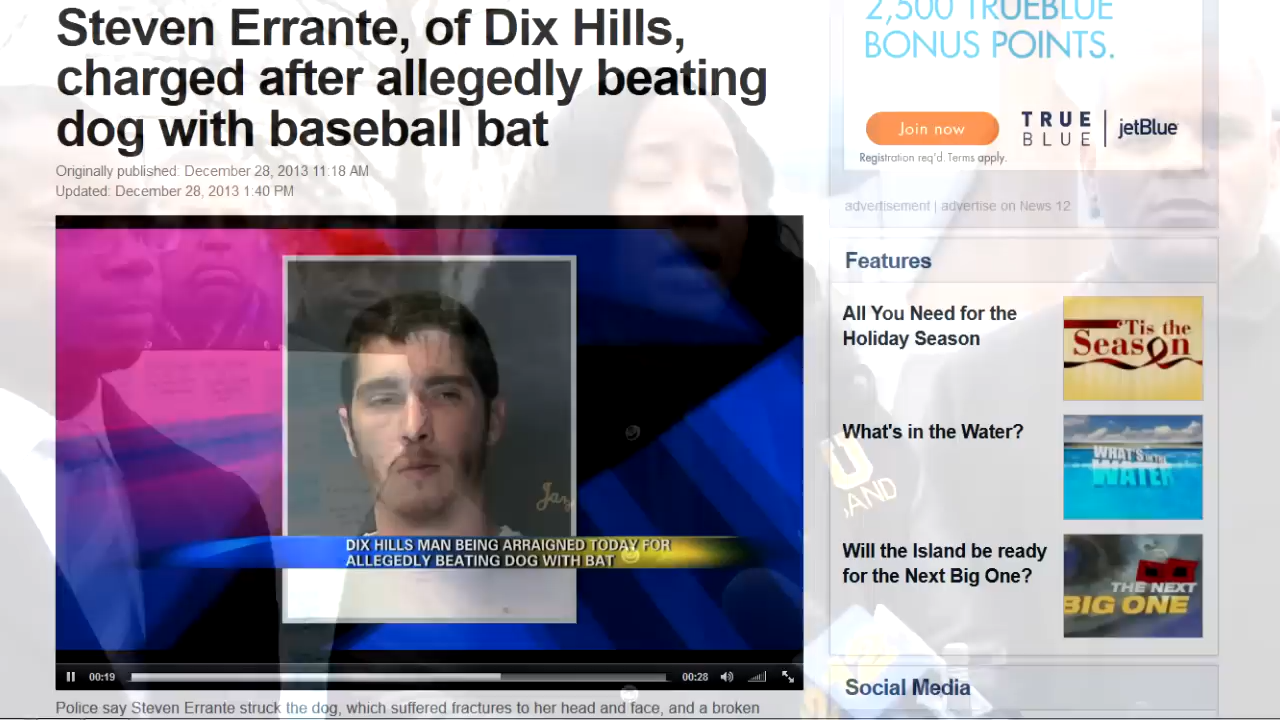 Steven Errante, of Dix Hills,
charged after allegedly beating
dog with baseball bat
Originally published: December 28, 2013 11:18 AM
Updated: December 28, 2013 1:40 PM
DIX HILLS MAN BEING ARRAIGNED TODAY FOR
ALLEGEDLY BEATING DOG WITH BAT
00:19
00:28
Police say Steven Errante struck the dog, which suffered fractures to her head and face, and a broken
2,500 TRUEBLUE
BONUS POINTS.
Join now
TRUE
BLUE
jetBlue
Registration req'd. Terms apply.
advertisement | advertise on News 12
Features
All You Need for the
Holiday Season
'Tis the
Season
What's in the Water?
WHAT'S IN THE
WATER
Will the Island be ready
for the Next Big One?
THE NEXT
BIG ONE
Social Media